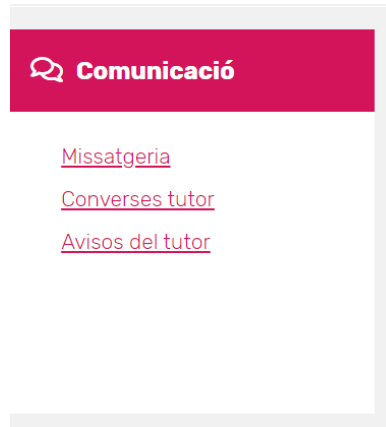 Comunicació
Missatgeria
Converses tutor
Avisos del tutor